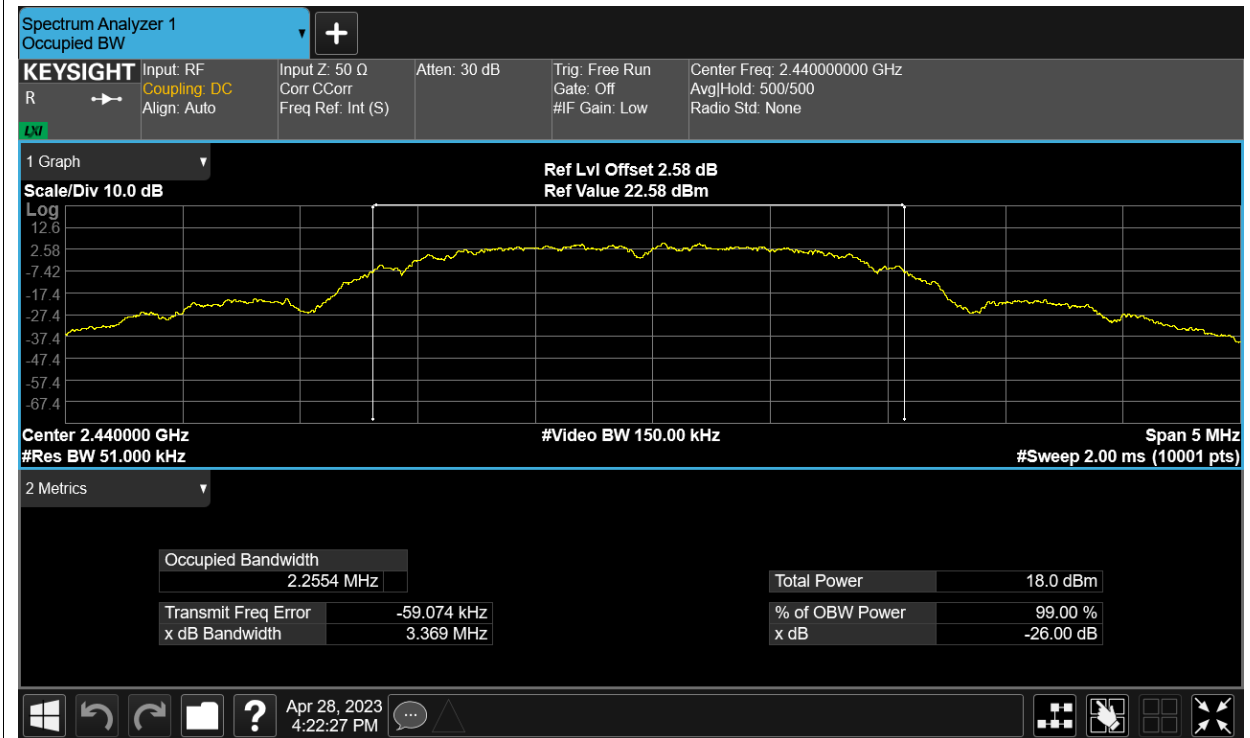 Spectrum Analyzer 1
Occupied BW
KEYSIGHT
R
LXI
Input: RF
Coupling: DC
Align: Auto
Input Z: 50 Ω
Corr CCorr
Freq Ref: Int (S)
Atten: 30 dB
Trig: Free Run
Gate: Off
#IF Gain: Low
Center Freq: 2.440000000 GHz
Avg|Hold: 500/500
Radio Std: None
1 Graph
Scale/Div 10.0 dB
Ref Lvl Offset 2.58 dB
Ref Value 22.58 dBm
Log
12.6
2.58
-7.42
-17.4
-27.4
-37.4
-47.4
-57.4
-67.4
Center 2.440000 GHz
#Video BW 150.00 kHz
Span 5 MHz
#Res BW 51.000 kHz
#Sweep 2.00 ms (10001 pts)
2 Metrics
Occupied Bandwidth
2.2554 MHz
Total Power 18.0 dBm
Transmit Freq Error -59.074 kHz
% of OBW Power 99.00 %
x dB Bandwidth 3.369 MHz
x dB -26.00 dB
?
Apr 28, 2023
4:22:27 PM